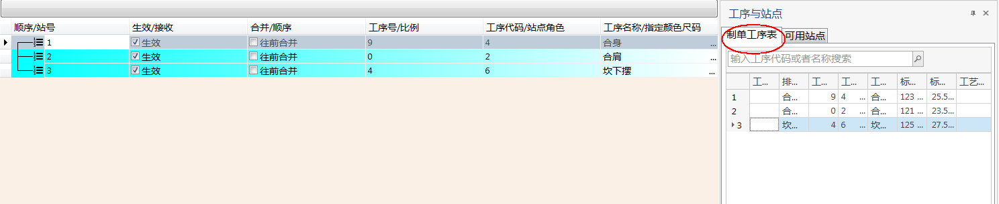 顺序/站号 生效/接收 合并/顺序 工序号/比例 工序代码/站点角色 工序名称/指定颜色尺码
1 生效 往前合并 9 4 合身 ...
2 生效 往前合并 0 2 合肩 ...
3 生效 往前合并 4 6 坎下摆 ...
工序与站点
制单工序表 可用站点
输入工序代码或者名称搜索
工... 排... 工... 工... 工... 标... 标... 工艺...
1 合... 9 4 ... 合... 123 ... 25.5...
2 合... 0 2 ... 合... 121 ... 23.5...
3 坎... 4 6 ... 坎... 125 ... 27.5...